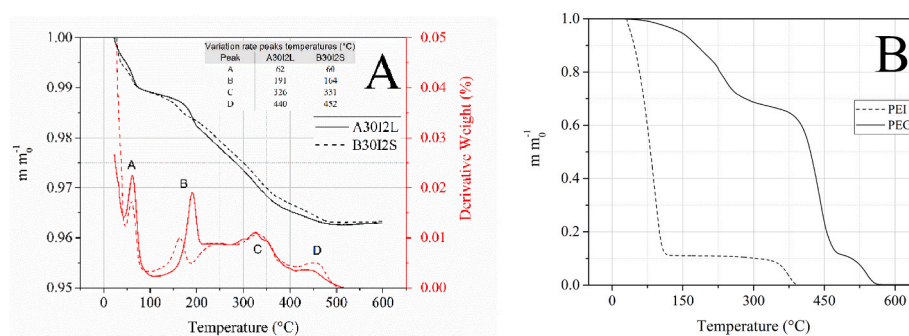 1.00
0.99
0.98
0.97
0.96
0.95
m m₀⁻¹
0 100 200 300 400 500 600
Temperature (°C)
0.05
0.04
0.03
0.02
0.01
0.00
Derivative Weight (%)
Variation rate peaks temperatures (°C)
Peak A30I2L B30I2S
A 62 60
B 191 164
C 326 331
D 440 452
A
A30I2L
B30I2S
A
B
C
D
1.0
0.8
0.6
0.4
0.2
0.0
m m₀⁻¹
0 150 300 450 600
Temperature (°C)
B
PEI